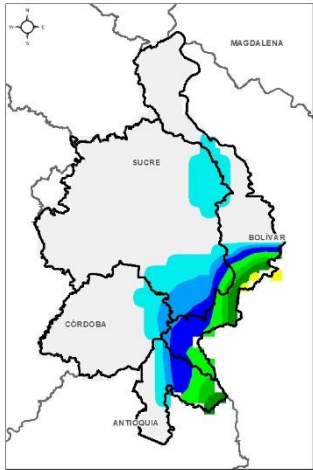 N
W E
S
MAGDALENA
SUCRE
BOLÍVAR
CÓRDOBA
ANTIOQUIA